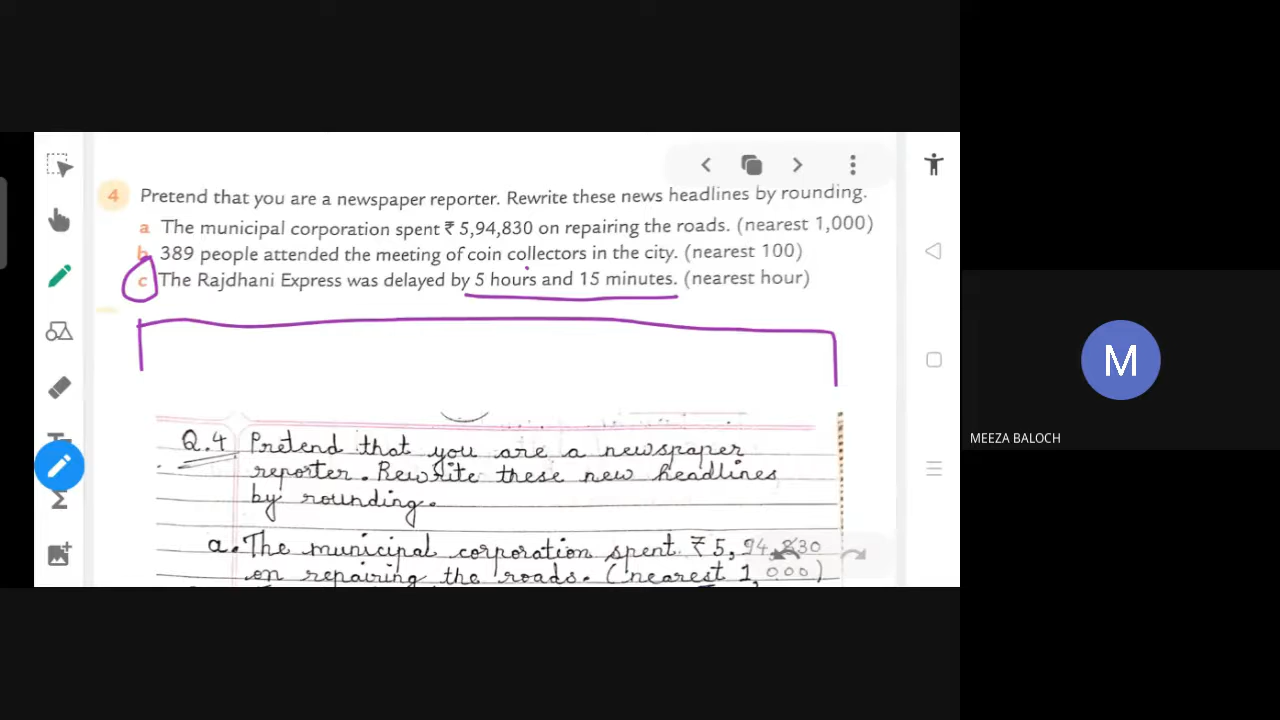 4 Pretend that you are a newspaper reporter. Rewrite these news headlines by rounding.
a The municipal corporation spent ₹ 5,94,830 on repairing the roads. (nearest 1,000)
b 389 people attended the meeting of coin collectors in the city. (nearest 100)
c The Rajdhani Express was delayed by 5 hours and 15 minutes. (nearest hour)
Q.4 Pretend that you are a newspaper
reporter. Rewrite these new headlines
by rounding.
a. The municipal corporation spent ₹ 5, 94,830
on repairing the roads. (nearest 1,000)
M
MEEZA BALOCH